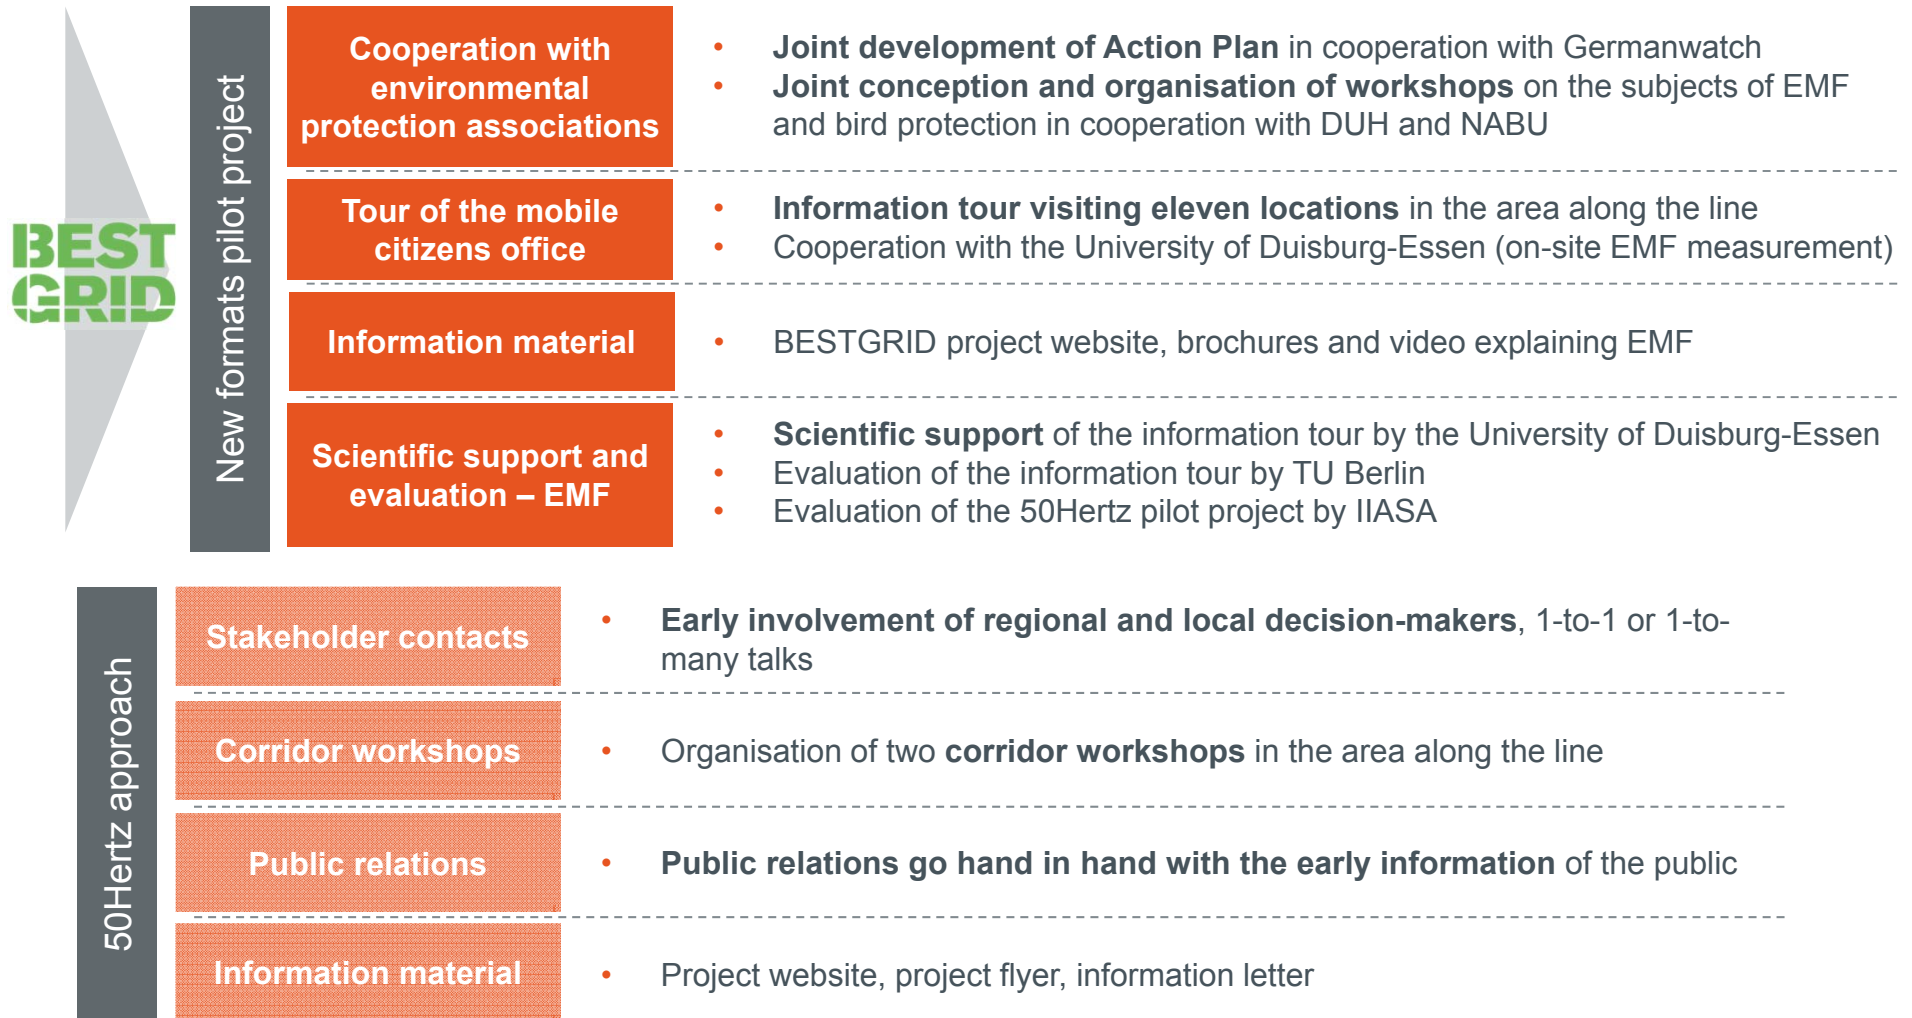 BEST
GRID
New formats pilot project
Cooperation with
environmental
protection associations
• Joint development of Action Plan in cooperation with Germanwatch
• Joint conception and organisation of workshops on the subjects of EMF
and bird protection in cooperation with DUH and NABU
Tour of the mobile
citizens office
• Information tour visiting eleven locations in the area along the line
• Cooperation with the University of Duisburg-Essen (on-site EMF measurement)
Information material
• BESTGRID project website, brochures and video explaining EMF
Scientific support and
evaluation – EMF
• Scientific support of the information tour by the University of Duisburg-Essen
• Evaluation of the information tour by TU Berlin
• Evaluation of the 50Hertz pilot project by IIASA
50Hertz approach
Stakeholder contacts
• Early involvement of regional and local decision-makers, 1-to-1 or 1-to-
many talks
Corridor workshops
• Organisation of two corridor workshops in the area along the line
Public relations
• Public relations go hand in hand with the early information of the public
Information material
• Project website, project flyer, information letter